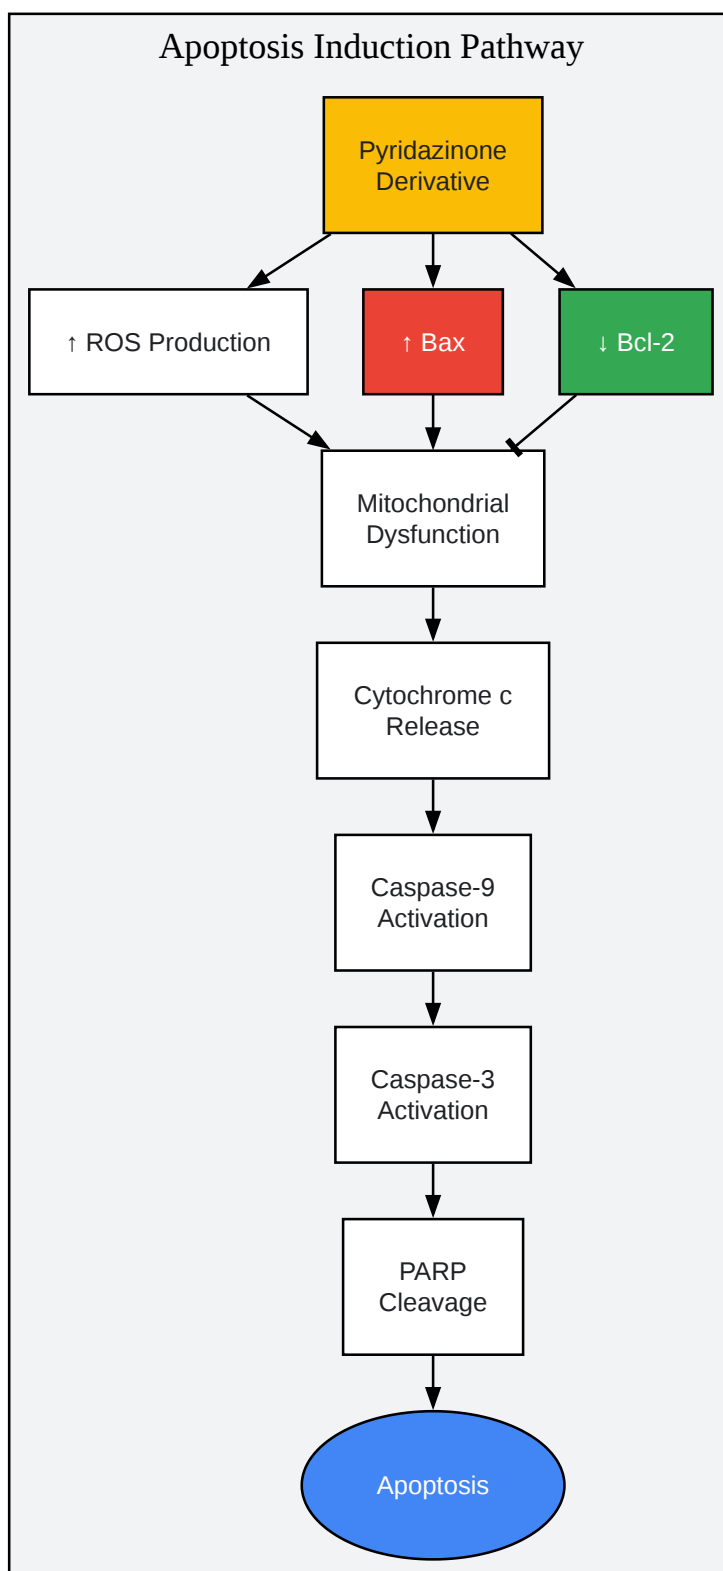 Apoptosis Induction Pathway
Pyridazinone
Derivative
↑ ROS Production
↑ Bax
↓ Bcl-2
Mitochondrial
Dysfunction
Cytochrome c
Release
Caspase-9
Activation
Caspase-3
Activation
PARP
Cleavage
Apoptosis